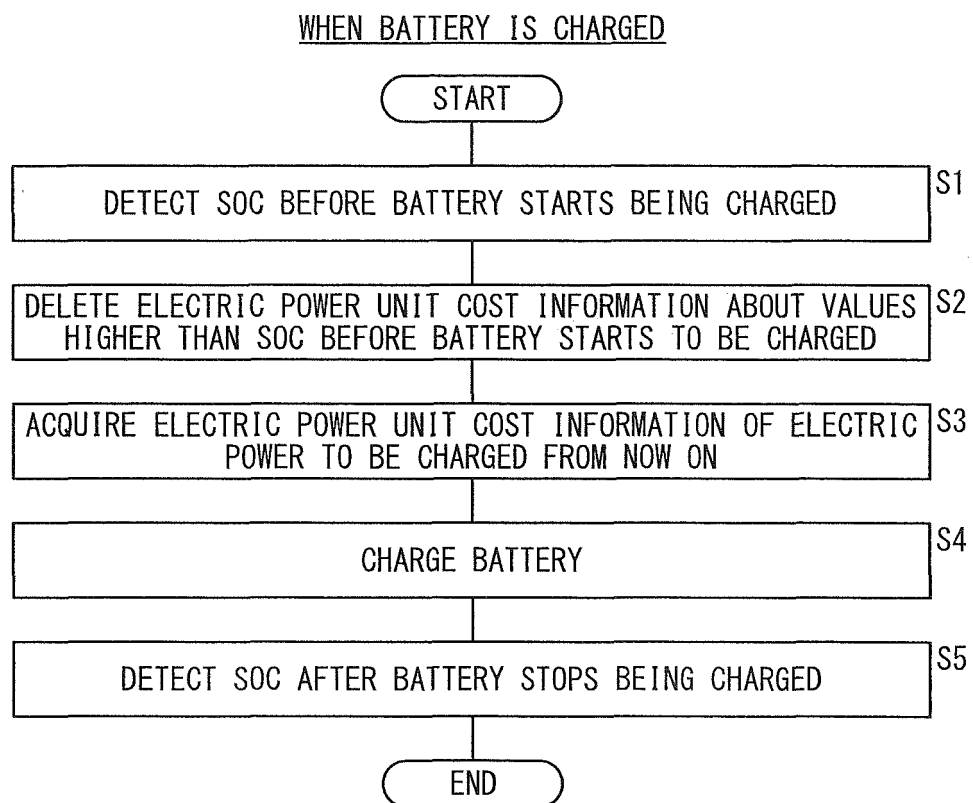 WHEN BATTERY IS CHARGED
START
S1
DETECT SOC BEFORE BATTERY STARTS BEING CHARGED
S2
DELETE ELECTRIC POWER UNIT COST INFORMATION ABOUT VALUES
HIGHER THAN SOC BEFORE BATTERY STARTS TO BE CHARGED
S3
ACQUIRE ELECTRIC POWER UNIT COST INFORMATION OF ELECTRIC
POWER TO BE CHARGED FROM NOW ON
S4
CHARGE BATTERY
S5
DETECT SOC AFTER BATTERY STOPS BEING CHARGED
END